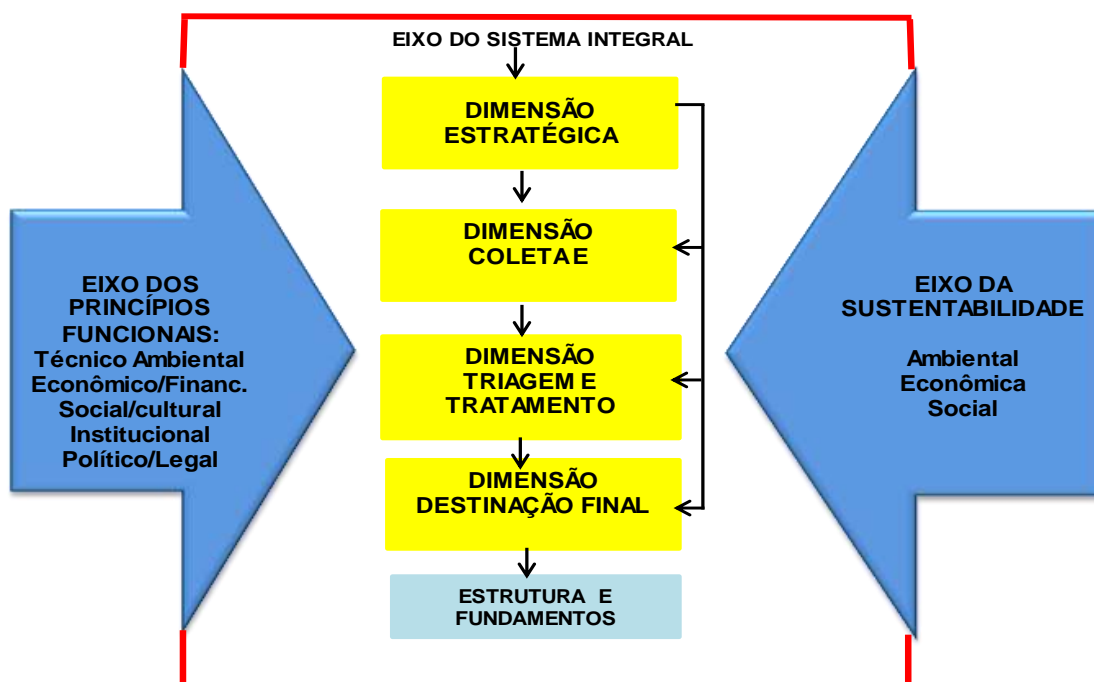 EIXO DO SISTEMA INTEGRAL
DIMENSÃO
ESTRATÉGICA
DIMENSÃO
COLETA E
DIMENSÃO
TRIAGEM E
TRATAMENTO
DIMENSÃO
DESTINAÇÃO FINAL
ESTRUTURA E
FUNDAMENTOS
EIXO DOS
PRINCÍPIOS
FUNCIONAIS:
Técnico Ambiental
Econômico/Financ.
Social/cultural
Institucional
Político/Legal
EIXO DA
SUSTENTABILIDADE
Ambiental
Econômica
Social